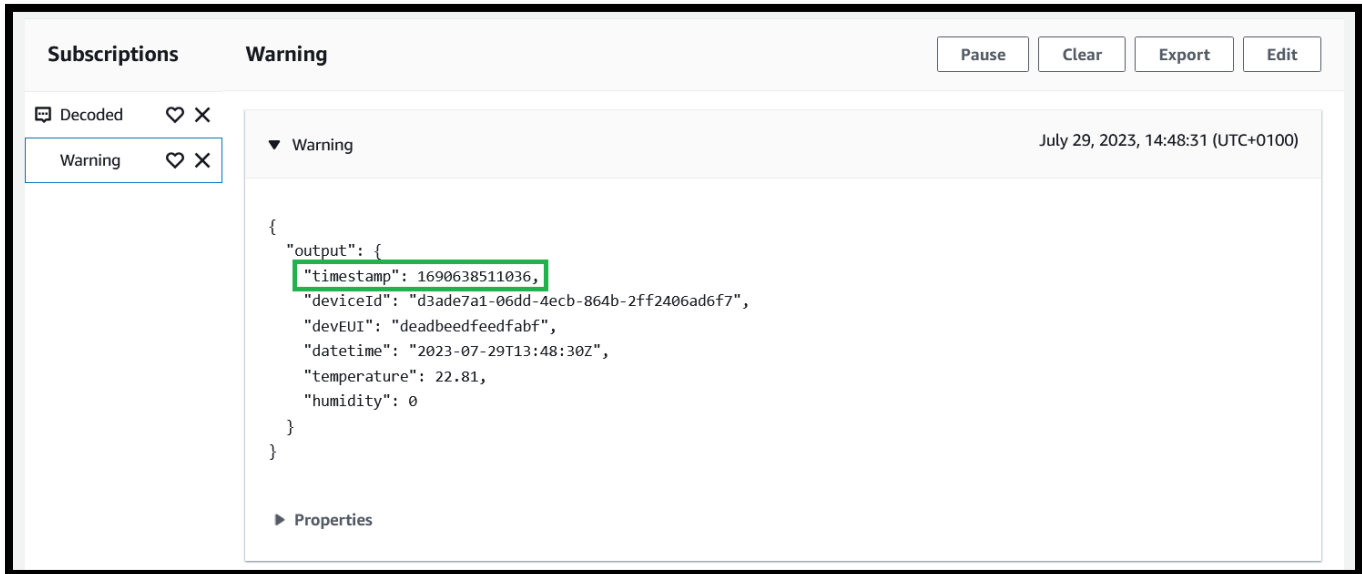 Subscriptions
Warning
Pause
Clear
Export
Edit
Decoded
Warning
Warning
July 29, 2023, 14:48:31 (UTC+0100)
{
"output": {
"timestamp": 1690638511036,
"deviceId": "d3ade7a1-06dd-4ecb-864b-2ff2406ad6f7",
"devEUI": "deadbeedfeedfabf",
"datetime": "2023-07-29T13:48:30Z",
"temperature": 22.81,
"humidity": 0
}
}
Properties